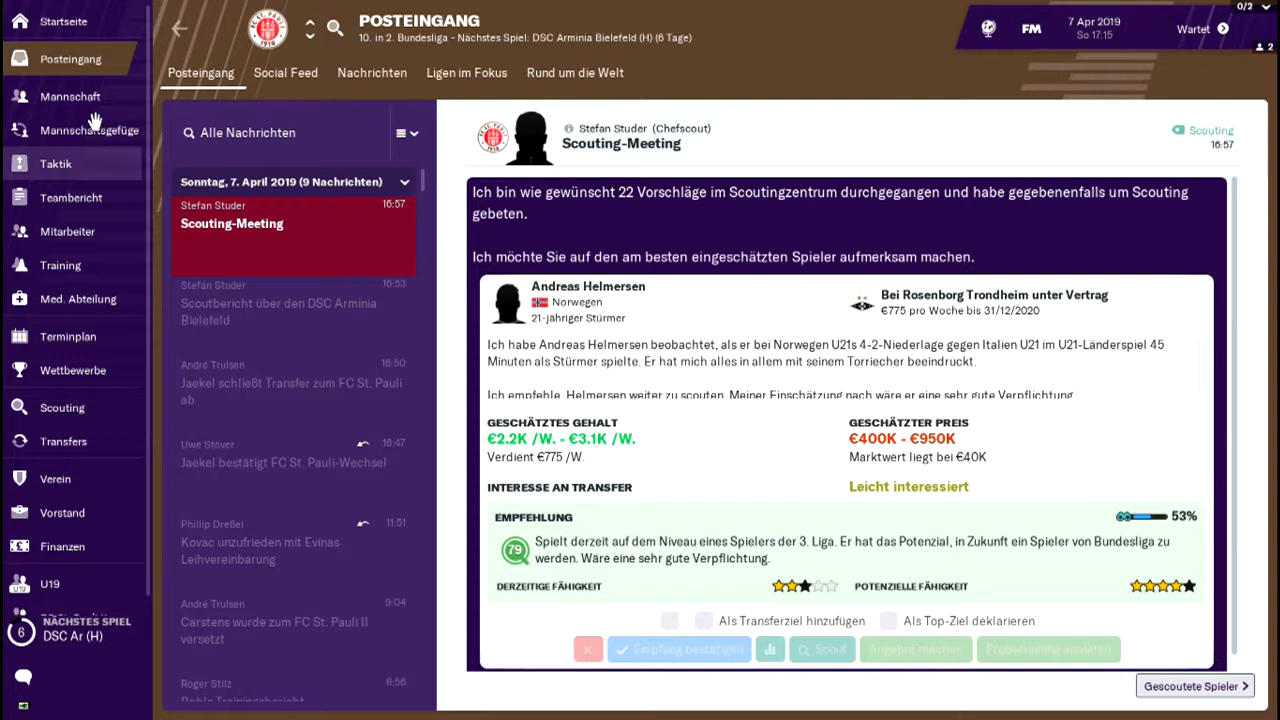 Startseite
Posteingang
Mannschaft
Mannschaftsgefüge
Taktik
Teambericht
Mitarbeiter
Training
Med. Abteilung
Terminplan
Wettbewerbe
Scouting
Transfers
Verein
Vorstand
Finanzen
U19
NÄCHSTES SPIEL
DSC Ar (H)
6
POSTEINGANG
10. in 2. Bundesliga - Nächstes Spiel: DSC Arminia Bielefeld (H) (6 Tage)
FM
7 Apr 2019
So 17.15
0/2
Wartet
2
Posteingang
Social Feed
Nachrichten
Ligen im Fokus
Rund um die Welt
Alle Nachrichten
Sonntag, 7. April 2019 (9 Nachrichten)
Stefan Studer 16:57
Scouting-Meeting
Stefan Studer 16:53
Scoutbericht über den DSC Arminia
Bielefeld
André Trulsen 16:50
Jaekel schließt Transfer zum FC St. Pauli
ab
Uwe Stöver 16:47
Jaekel bestätigt FC St. Pauli-Wechsel
Phillip Dreßel 11:51
Kovac unzufrieden mit Evinas
Leihvereinbarung
André Trulsen 9:04
Carstens wurde zum FC St. Pauli II
versetzt
Roger Stilz 8:56
Stefan Studer (Chefscout)
Scouting-Meeting
Scouting
16:57
Ich bin wie gewünscht 22 Vorschläge im Scoutingzentrum durchgegangen und habe gegebenenfalls um Scouting
gebeten.
Ich möchte Sie auf den am besten eingeschätzten Spieler aufmerksam machen.
Andreas Helmersen
Norwegen
21-jähriger Stürmer
Bei Rosenborg Trondheim unter Vertrag
€775 pro Woche bis 31/12/2020
Ich habe Andreas Helmersen beobachtet, als er bei Norwegen U21s 4-2-Niederlage gegen Italien U21 im U21-Länderspiel 45
Minuten als Stürmer spielte. Er hat mich alles in allem mit seinem Torriecher beeindruckt.
Ich empfehle, Helmersen weiter zu scouten. Meiner Einschätzung nach wäre er eine sehr gute Verpflichtung
GESCHÄTZTES GEHALT
€2.2K /W. - €3.1K /W.
Verdient €775 /W.
GESCHÄTZTER PREIS
€400K - €950K
Marktwert liegt bei €40K
INTERESSE AN TRANSFER
Leicht interessiert
EMPFEHLUNG
53%
79
Spielt derzeit auf dem Niveau eines Spielers der 3. Liga. Er hat das Potenzial, in Zukunft ein Spieler von Bundesliga zu
werden. Wäre eine sehr gute Verpflichtung.
DERZEITIGE FÄHIGKEIT
POTENZIELLE FÄHIGKEIT
Als Transferziel hinzufügen
Als Top-Ziel deklarieren
Empfang bestätigen
Scout
Angebot machen
Probetraining anbieten
Gescoutete Spieler